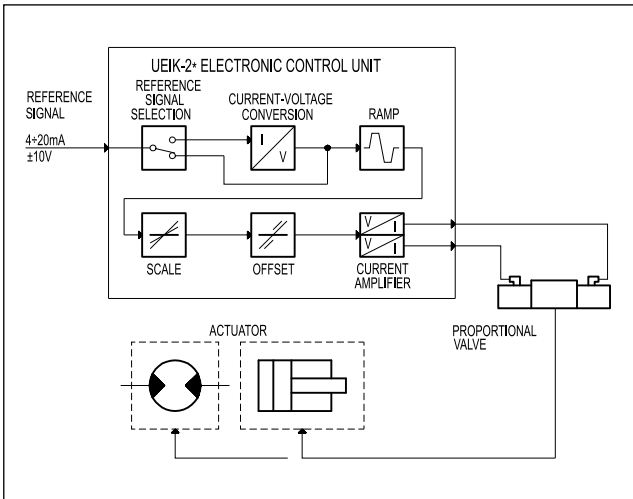 UEIK-2* ELECTRONIC CONTROL UNIT
REFERENCE
SIGNAL
4÷20mA
±10V
REFERENCE
SIGNAL
SELECTION
CURRENT-VOLTAGE
CONVERSION
I
V
RAMP
SCALE
OFFSET
V I
V I
CURRENT
AMPLIFIER
PROPORTIONAL
VALVE
ACTUATOR